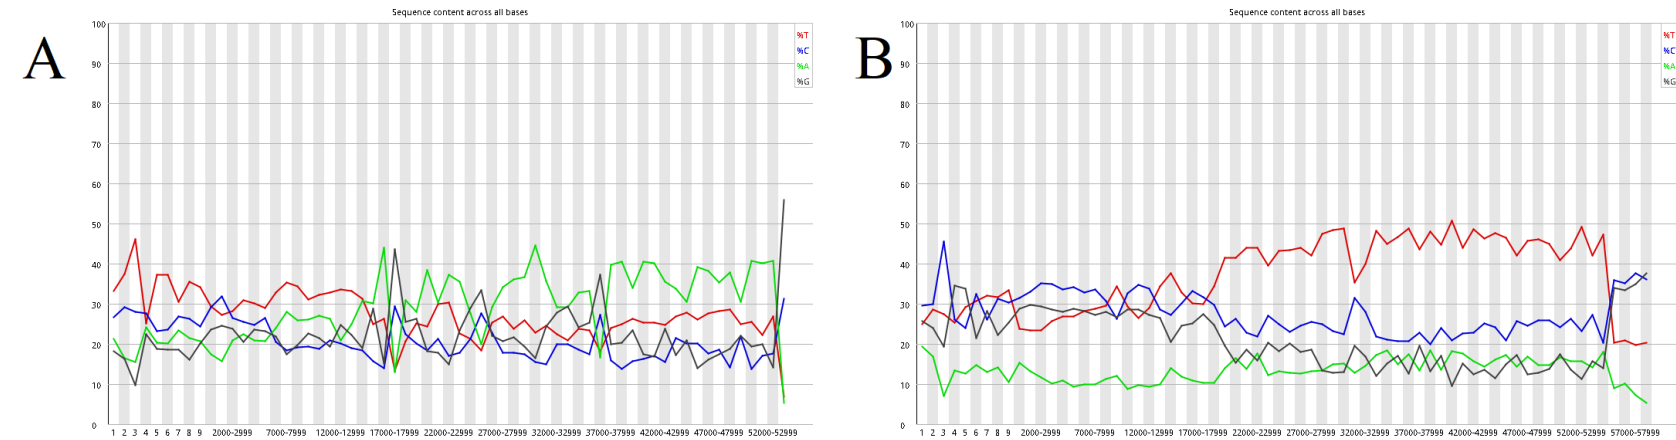 Sequence content across all bases
A
100
90
80
70
60
50
40
30
20
10
0
%T
%C
%A
%G
1 2 3 4 5 6 7 8 9 2000-2999 7000-7999 12000-12999 17000-17999 22000-22999 27000-27999 32000-32999 37000-37999 42000-42999 47000-47999 52000-52999
Sequence content across all bases
B
100
90
80
70
60
50
40
30
20
10
0
%T
%C
%A
%G
1 2 3 4 5 6 7 8 9 2000-2999 7000-7999 12000-12999 17000-17999 22000-22999 27000-27999 32000-32999 37000-37999 42000-42999 47000-47999 52000-52999 57000-57999